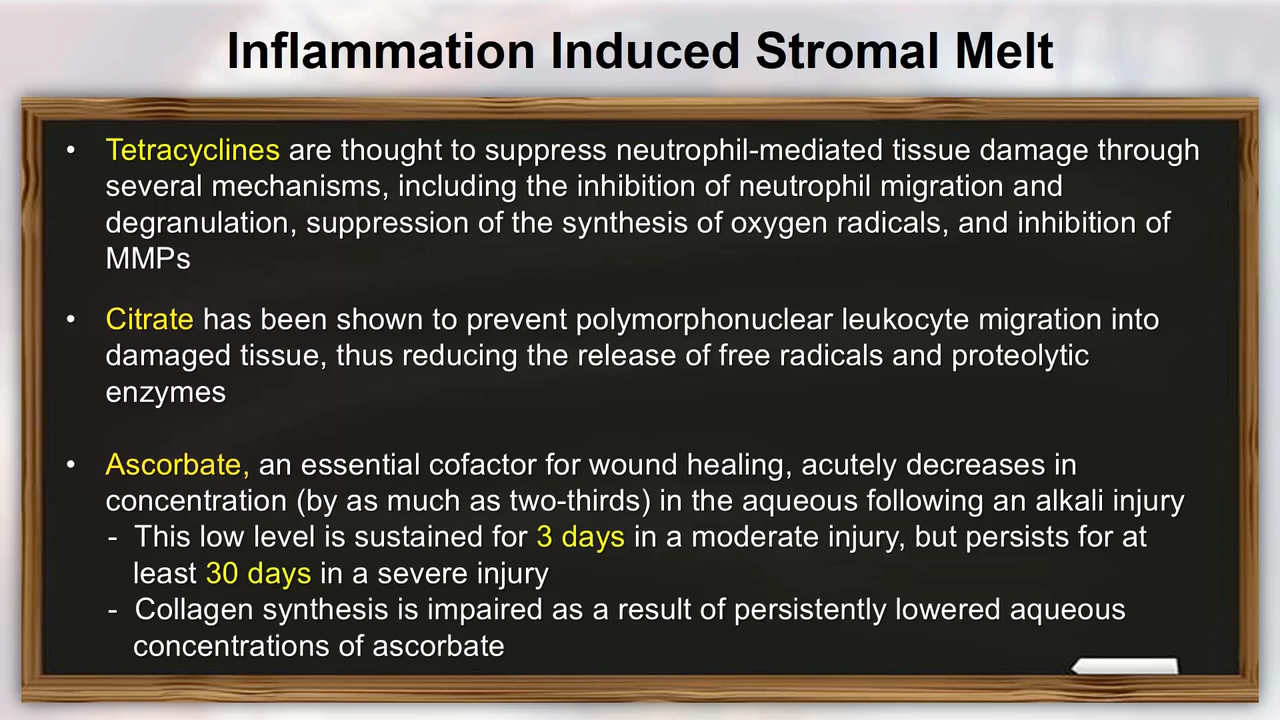 Inflammation Induced Stromal Melt
• Tetracyclines are thought to suppress neutrophil-mediated tissue damage through
several mechanisms, including the inhibition of neutrophil migration and
degranulation, suppression of the synthesis of oxygen radicals, and inhibition of
MMPs
• Citrate has been shown to prevent polymorphonuclear leukocyte migration into
damaged tissue, thus reducing the release of free radicals and proteolytic
enzymes
• Ascorbate, an essential cofactor for wound healing, acutely decreases in
concentration (by as much as two-thirds) in the aqueous following an alkali injury
- This low level is sustained for 3 days in a moderate injury, but persists for at
least 30 days in a severe injury
- Collagen synthesis is impaired as a result of persistently lowered aqueous
concentrations of ascorbate